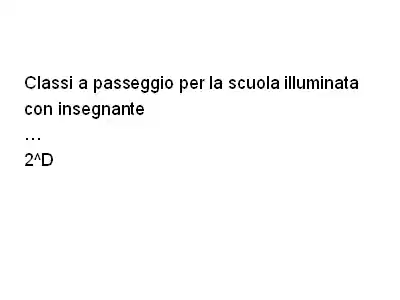 Classi a passeggio per la scuola illuminata
con insegnante
…
2^D